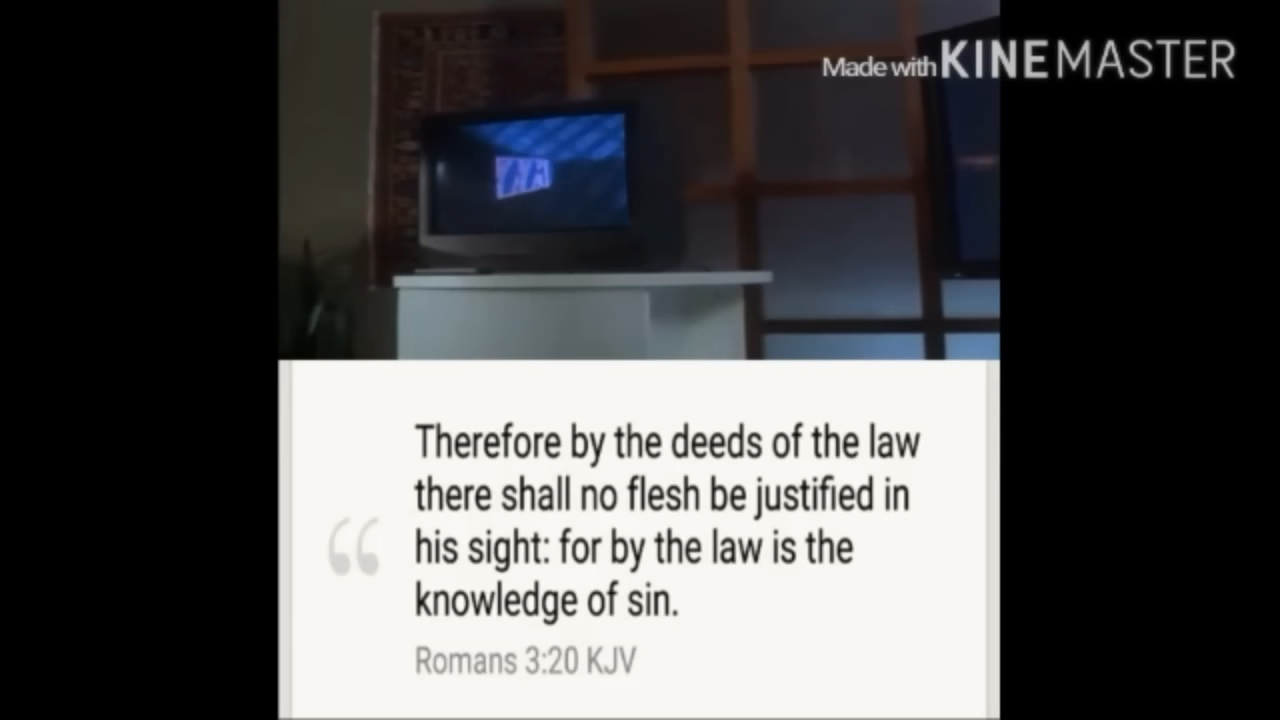 Made with KINEMASTER
Therefore by the deeds of the law
there shall no flesh be justified in
his sight: for by the law is the
knowledge of sin.
Romans 3:20 KJV